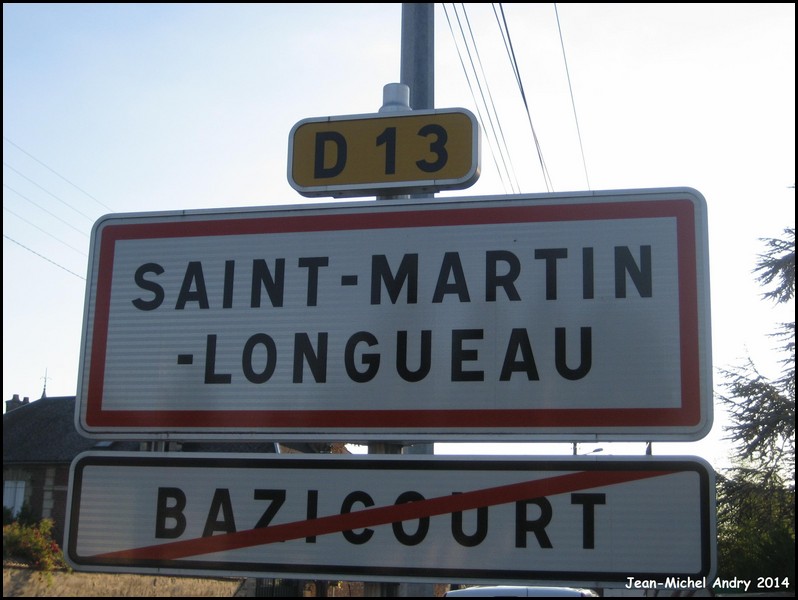 D 13
SAINT-MARTIN
-LONGUEAU
BAZICOURT
Jean-Michel Andry 2014